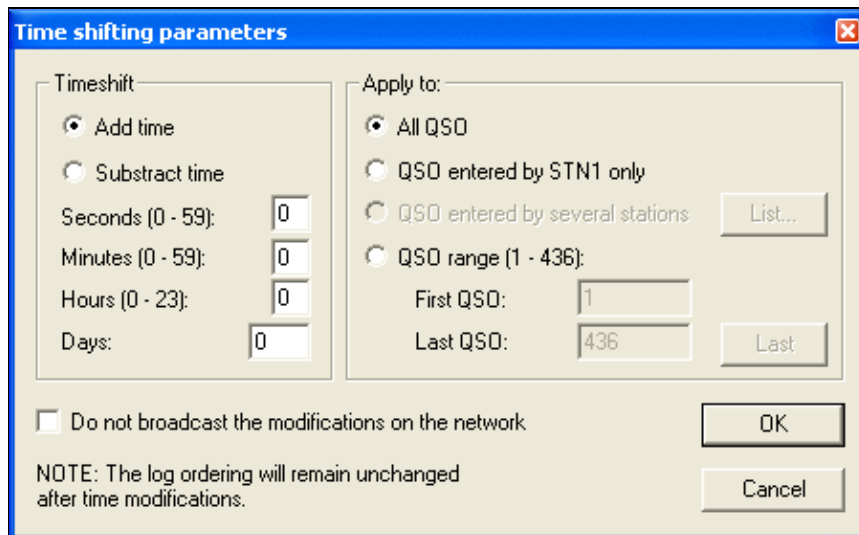 Time shifting parameters
Timeshift
Add time
Substract time
Seconds (0 - 59): 0
Minutes (0 - 59): 0
Hours (0 - 23): 0
Days: 0
Apply to:
All QSO
QSO entered by STN1 only
QSO entered by several stations List...
QSO range (1 - 436):
First QSO: 1
Last QSO: 436 Last
Do not broadcast the modifications on the network
OK
NOTE: The log ordering will remain unchanged
after time modifications.
Cancel